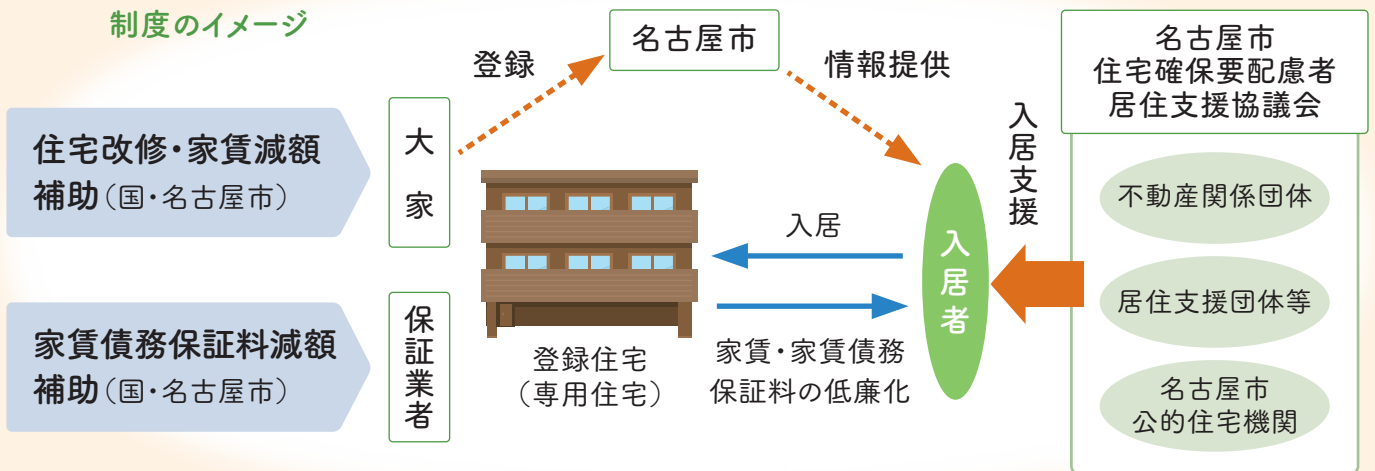 制度のイメージ
名古屋市
登録
情報提供
住宅改修・家賃減額
補助(国・名古屋市)
大家
家賃債務保証料減額
補助(国・名古屋市)
保証業者
登録住宅
(専用住宅)
入居
家賃・家賃債務
保証料の低廉化
入居者
入居支援
名古屋市
住宅確保要配慮者
居住支援協議会
不動産関係団体
居住支援団体等
名古屋市
公的住宅機関